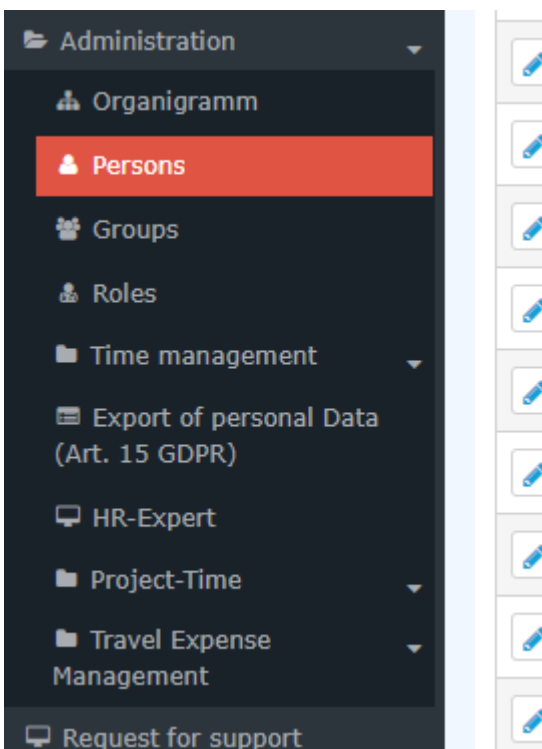 Administration
Organigramm
Persons
Groups
Roles
Time management
Export of personal Data
(Art. 15 GDPR)
HR-Expert
Project-Time
Travel Expense
Management
Request for support